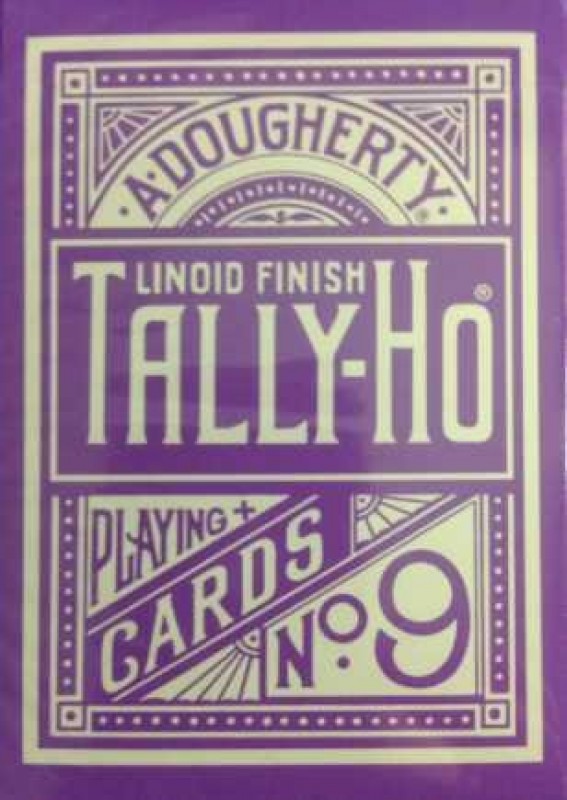 A·DOUGHERTY·®
LINOID FINISH
TALLY-HO®
PLAYING+
CARDS
No. 9